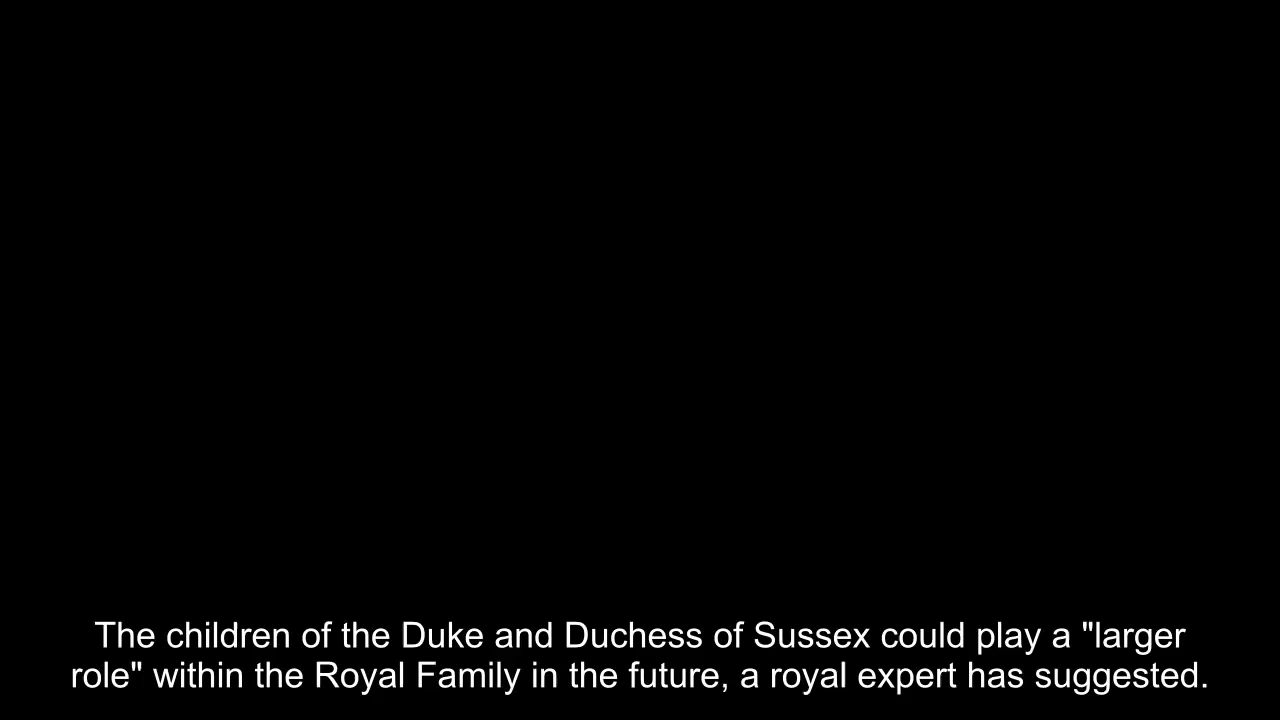 The children of the Duke and Duchess of Sussex could play a "larger
role" within the Royal Family in the future, a royal expert has suggested.